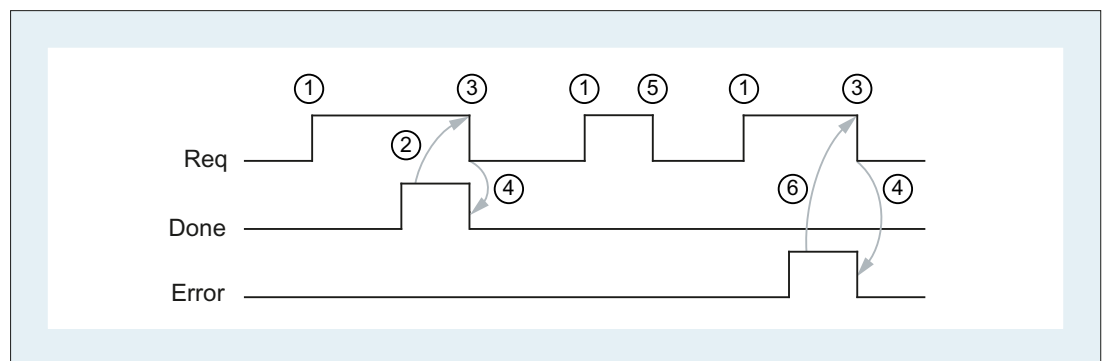 ① ③ ① ⑤ ① ③
②
Req
④ ⑥ ④
Done
Error